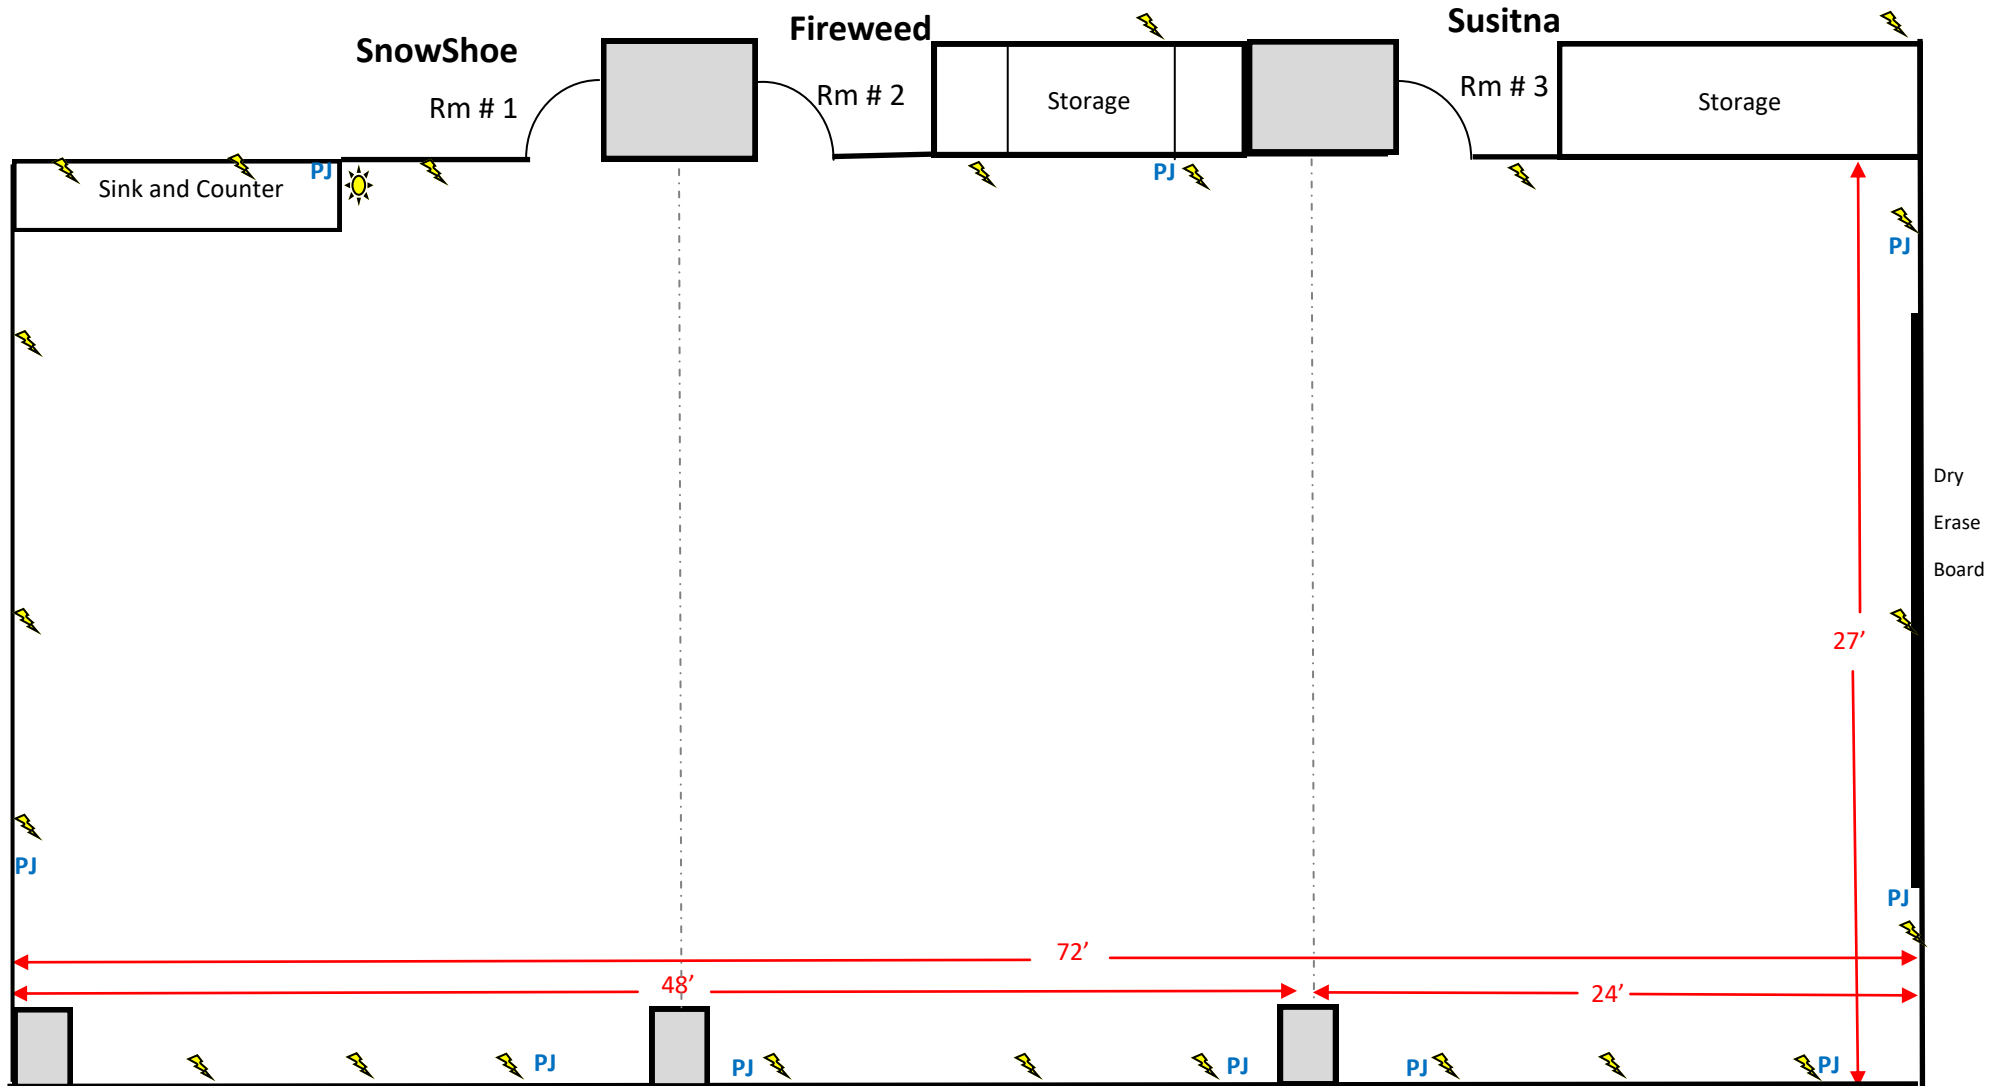 SnowShoe
Fireweed
Susitna
Rm # 1
Rm # 2
Storage
Rm # 3
Storage
Sink and Counter
PJ
PJ
PJ
Dry
Erase
Board
27’
PJ
PJ
72’
48’
24’
PJ
PJ
PJ
PJ
PJ